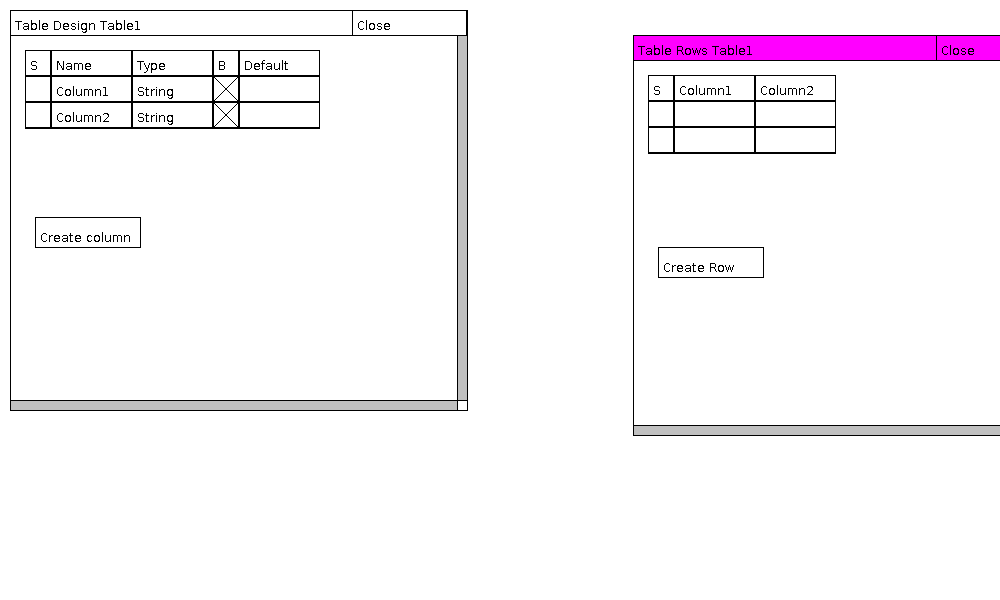 Table Design Table1 Close
S Name Type B Default
Column1 String
Column2 String
Create column
Table Rows Table1 Close
S Column1 Column2
Create Row